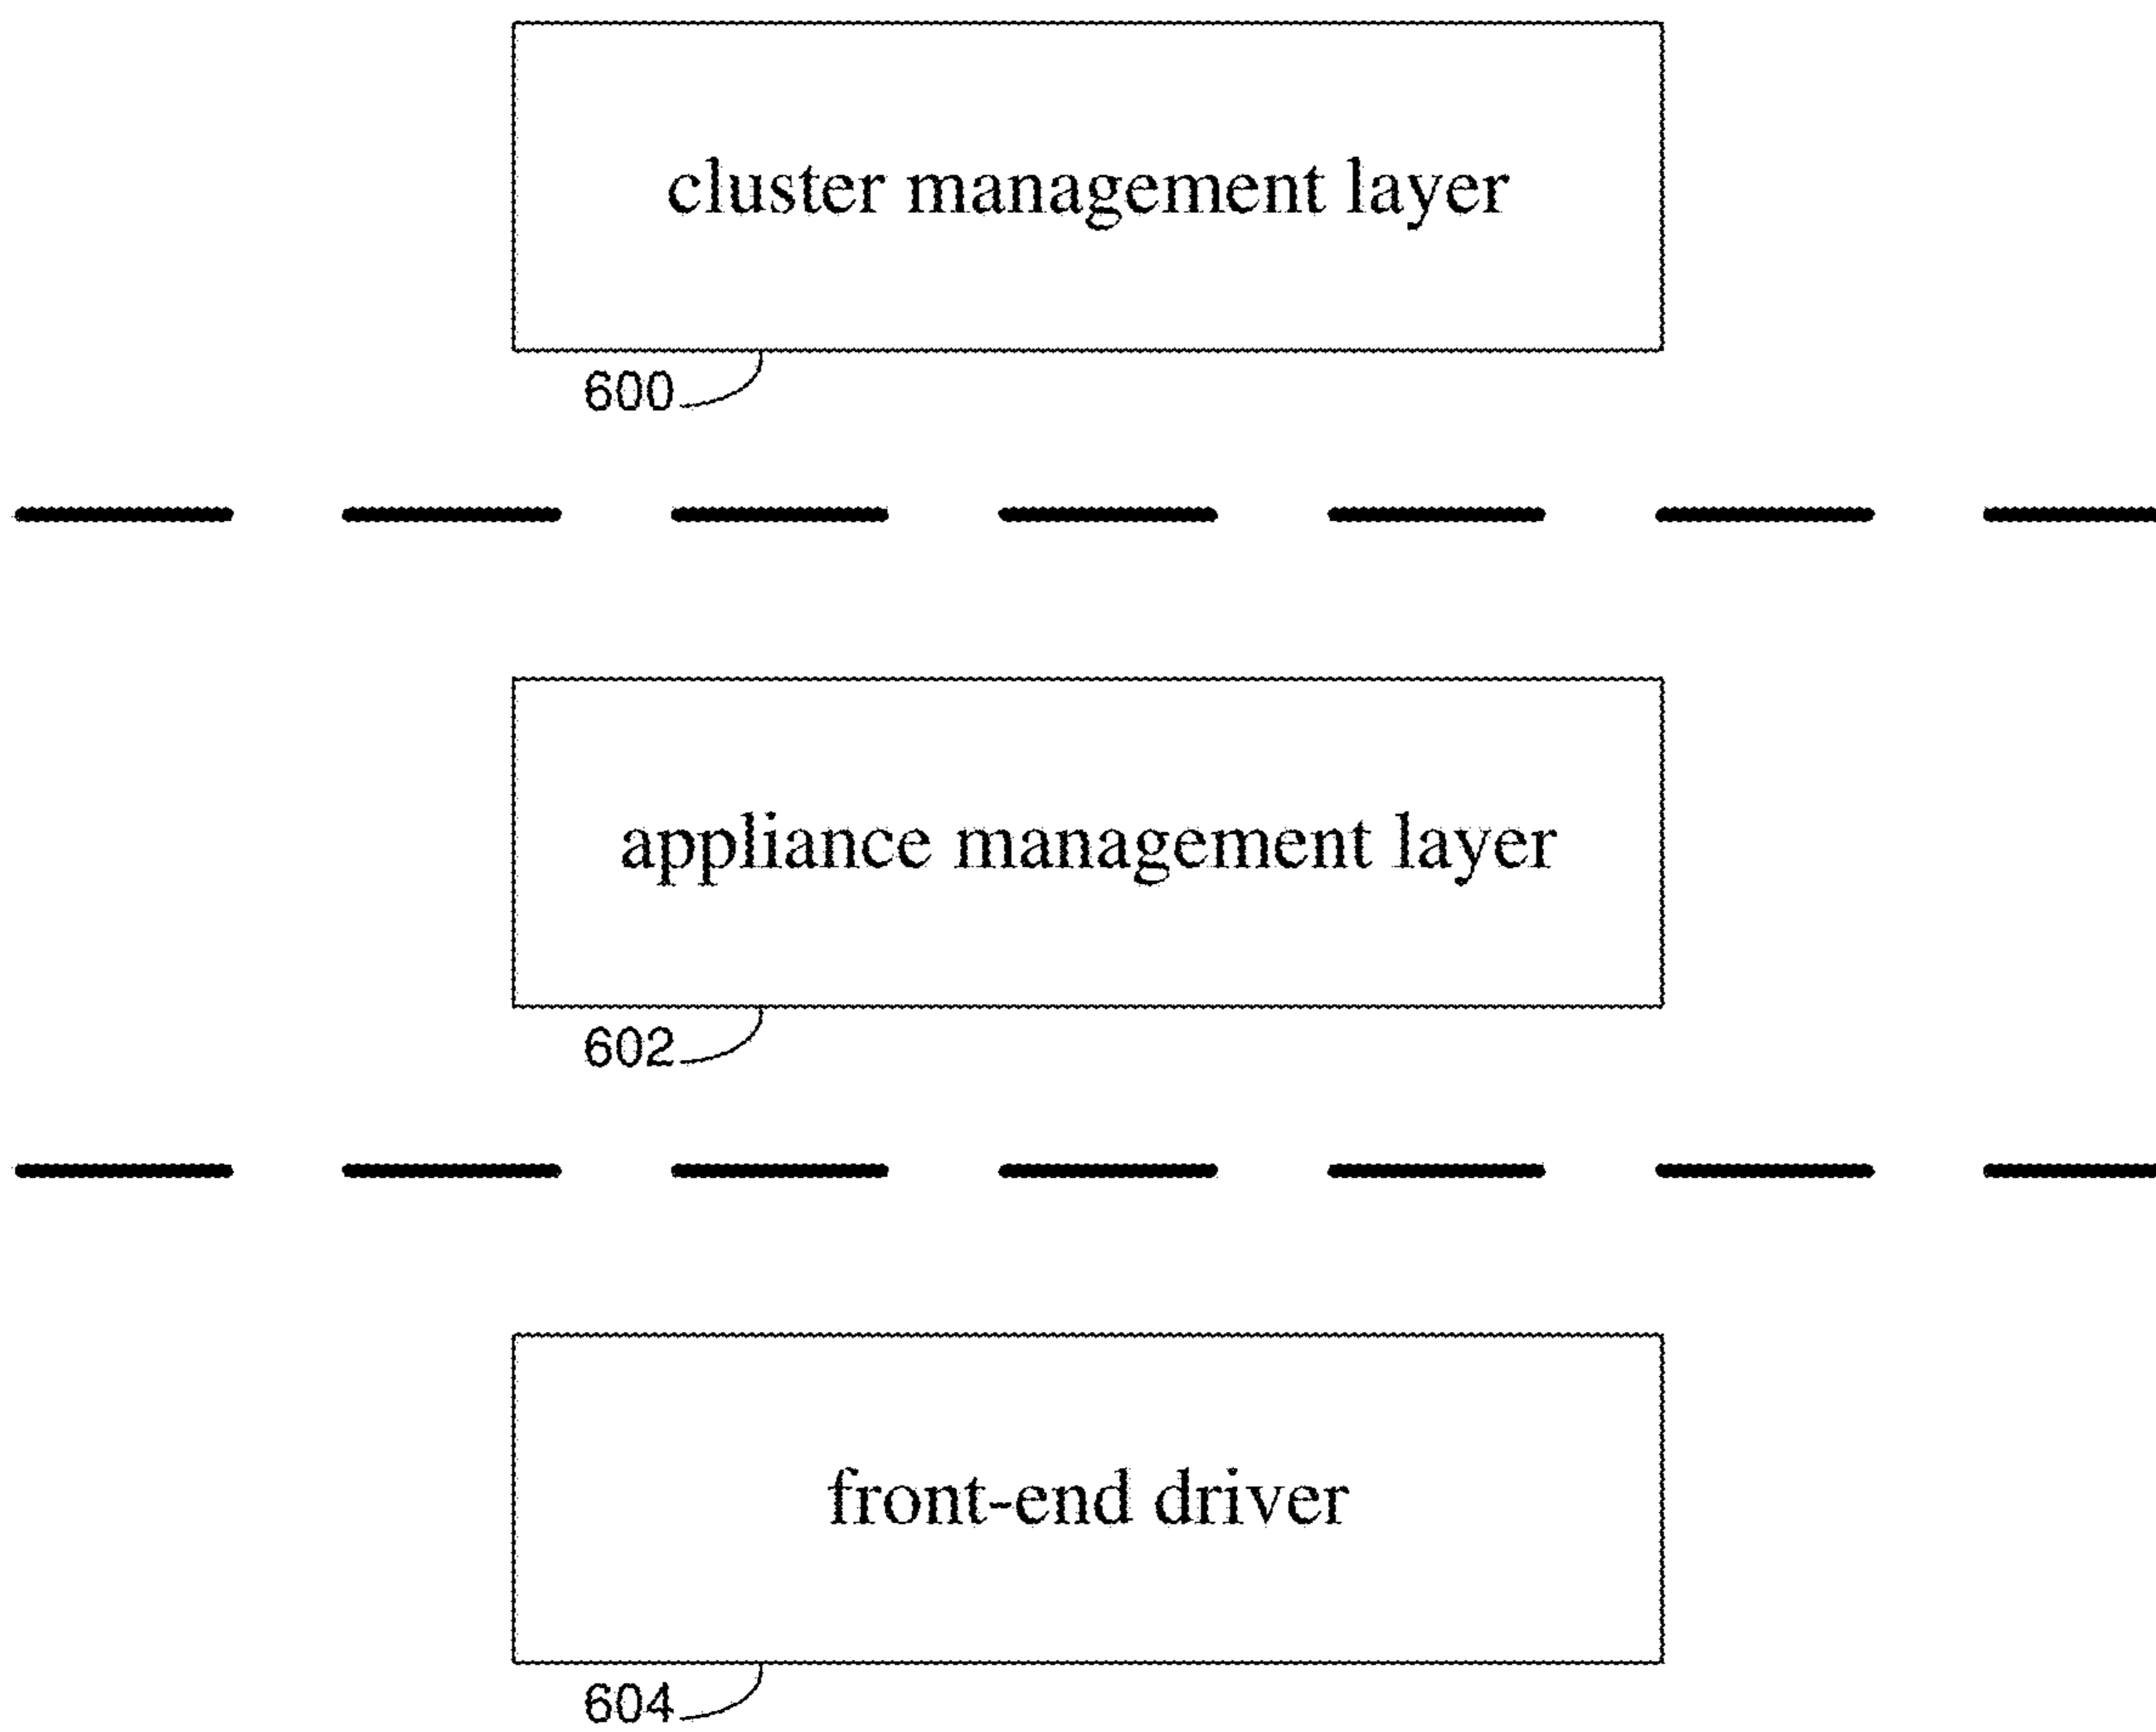 cluster management layer
600
appliance management layer
602
front-end driver
604